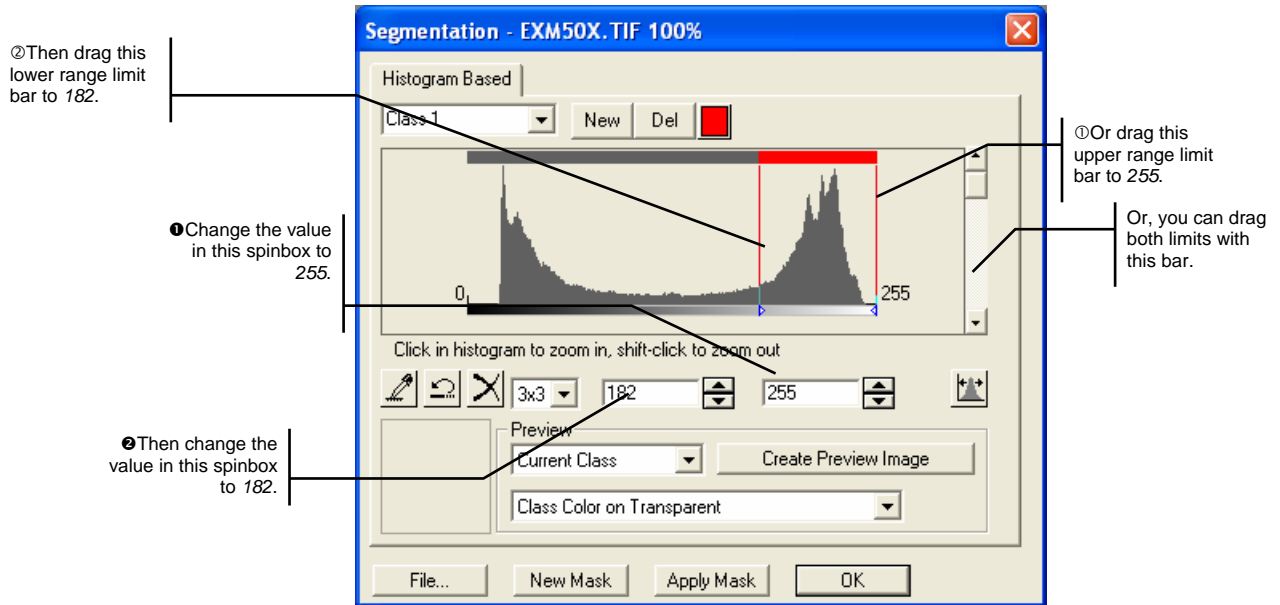 Segmentation - EXM50X.TIF 100%
②Then drag this
lower range limit
bar to 182.
Histogram Based
Class 1
New
Del
①Or drag this
upper range limit
bar to 255.
❶Change the value
in this spinbox to
255.
Or, you can drag
both limits with
this bar.
0
255
Click in histogram to zoom in, shift-click to zoom out
3x3
182
255
❷Then change the
value in this spinbox
to 182.
Preview
Current Class
Create Preview Image
Class Color on Transparent
File...
New Mask
Apply Mask
OK